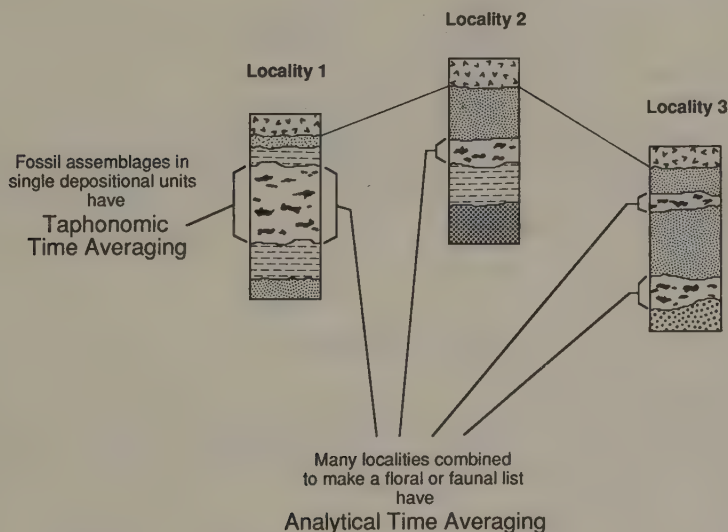 Locality 2
Locality 1
Locality 3
Fossil assemblages in
single depositional units
have
Taphonomic
Time Averaging
Many localities combined
to make a floral or faunal list
have
Analytical Time Averaging